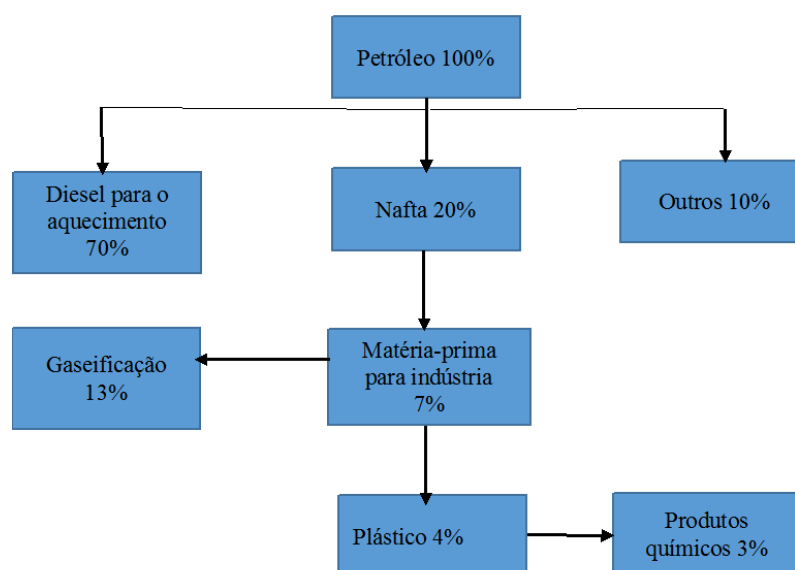 Petróleo 100%
Diesel para o
aquecimento
70%
Nafta 20%
Outros 10%
Gaseificação
13%
Matéria-prima
para indústria
7%
Plástico 4%
Produtos
químicos 3%